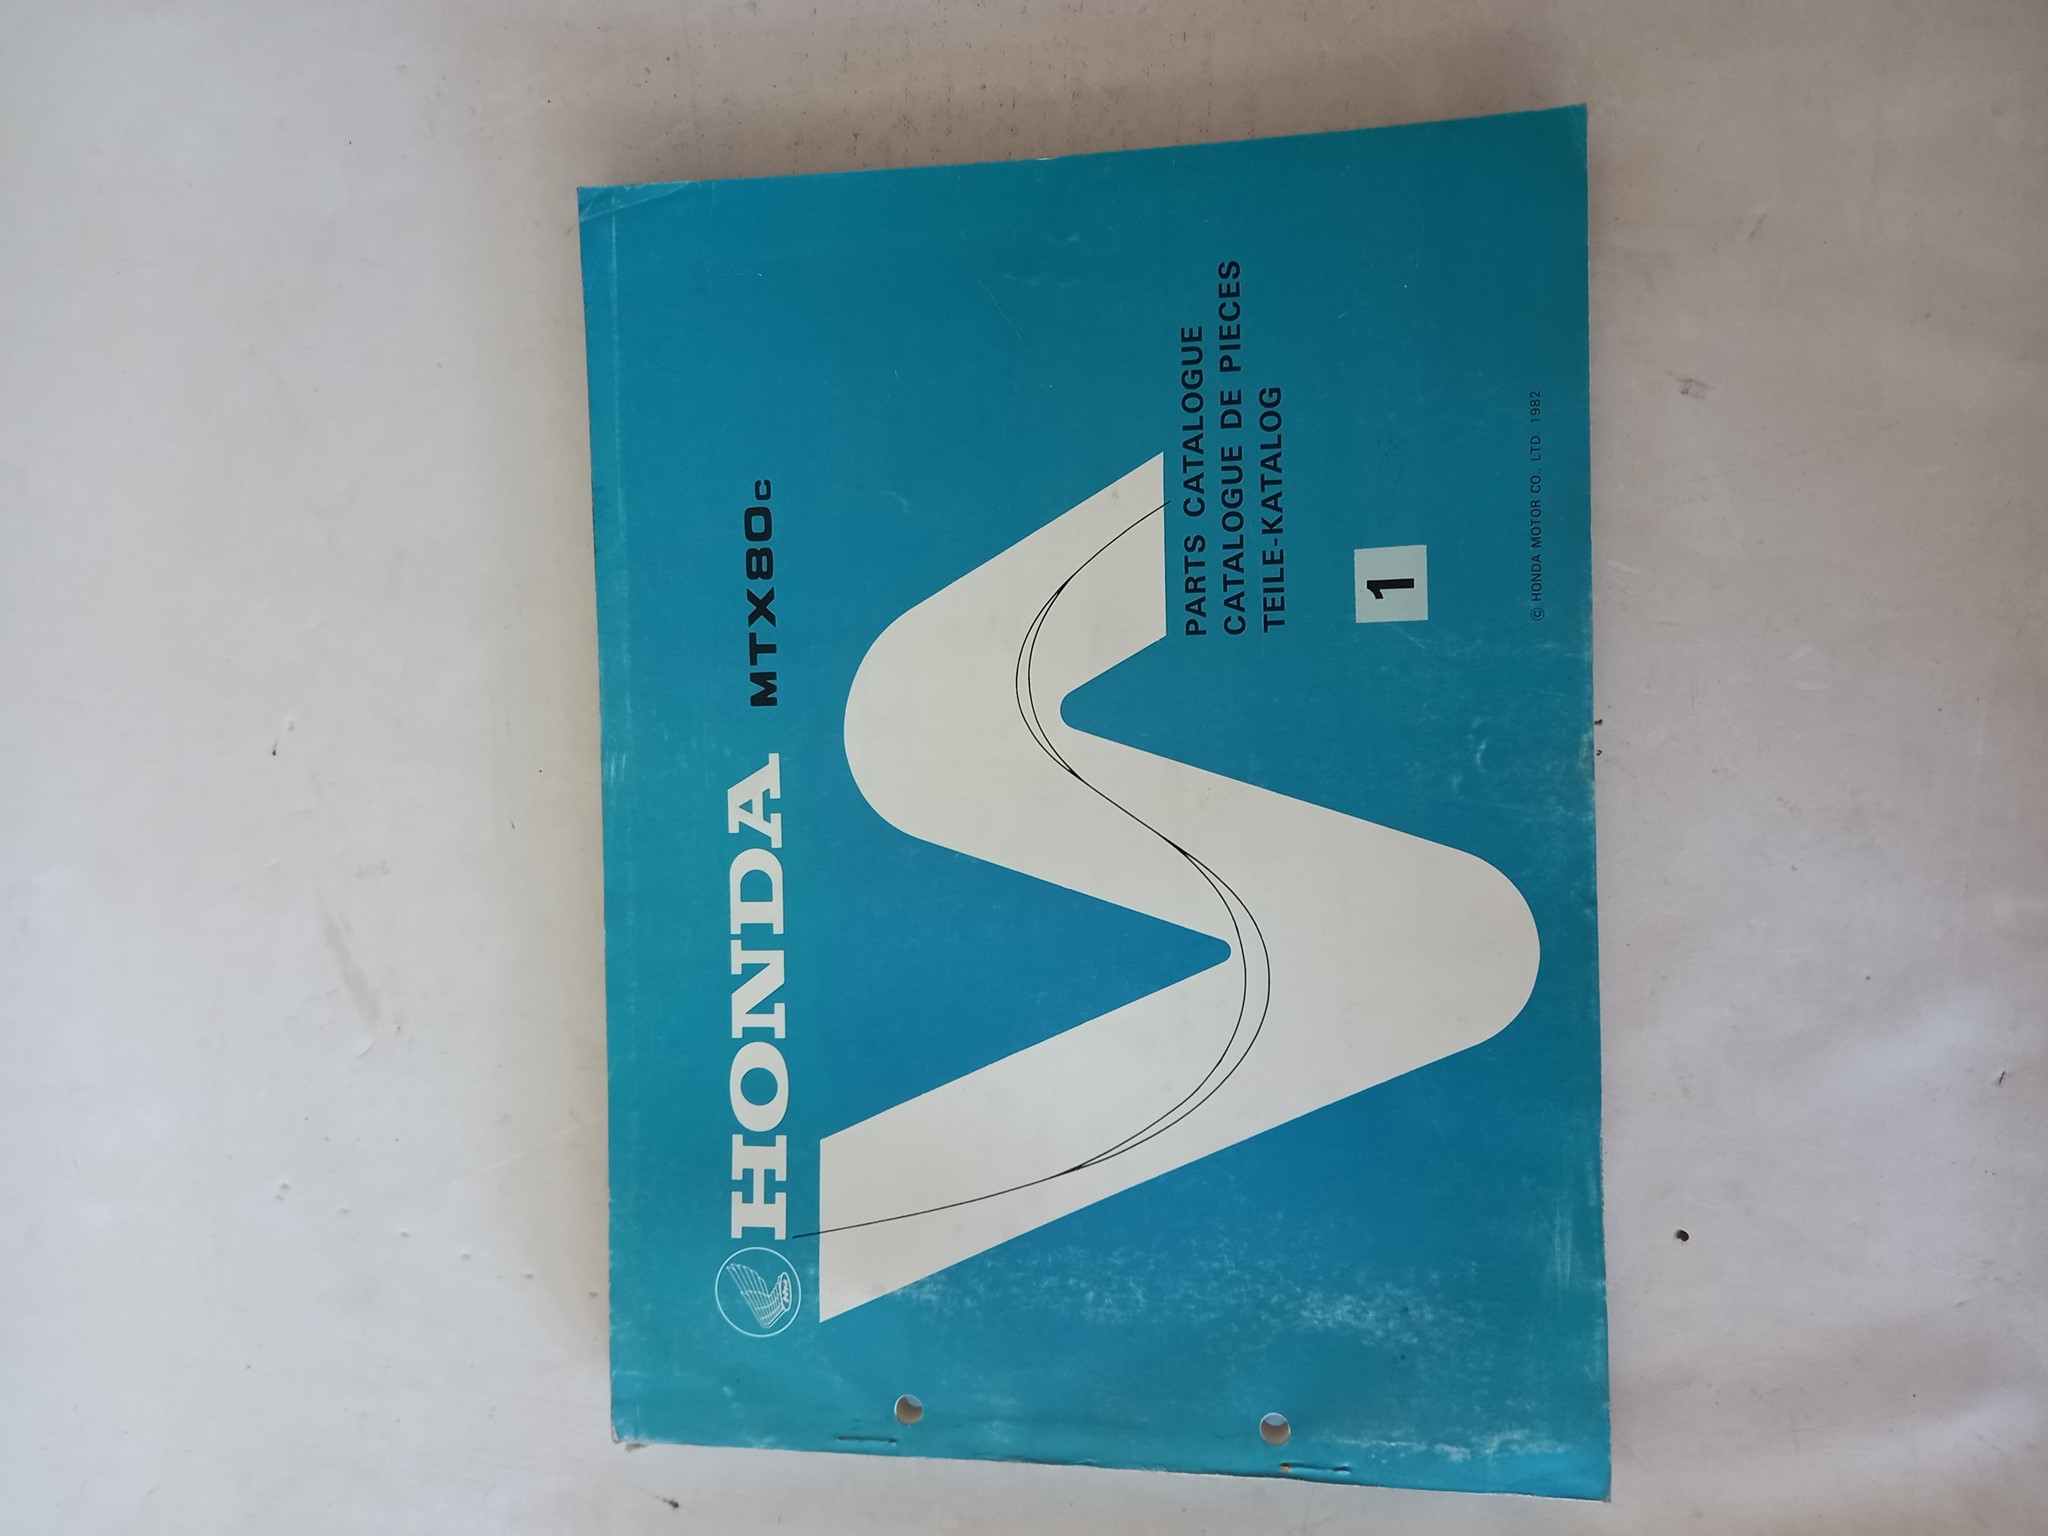 HONDA MTX80C
PARTS CATALOGUE
CATALOGUE DE PIECES
TEILE-KATALOG
1
© HONDA MOTOR CO., LTD. 1982